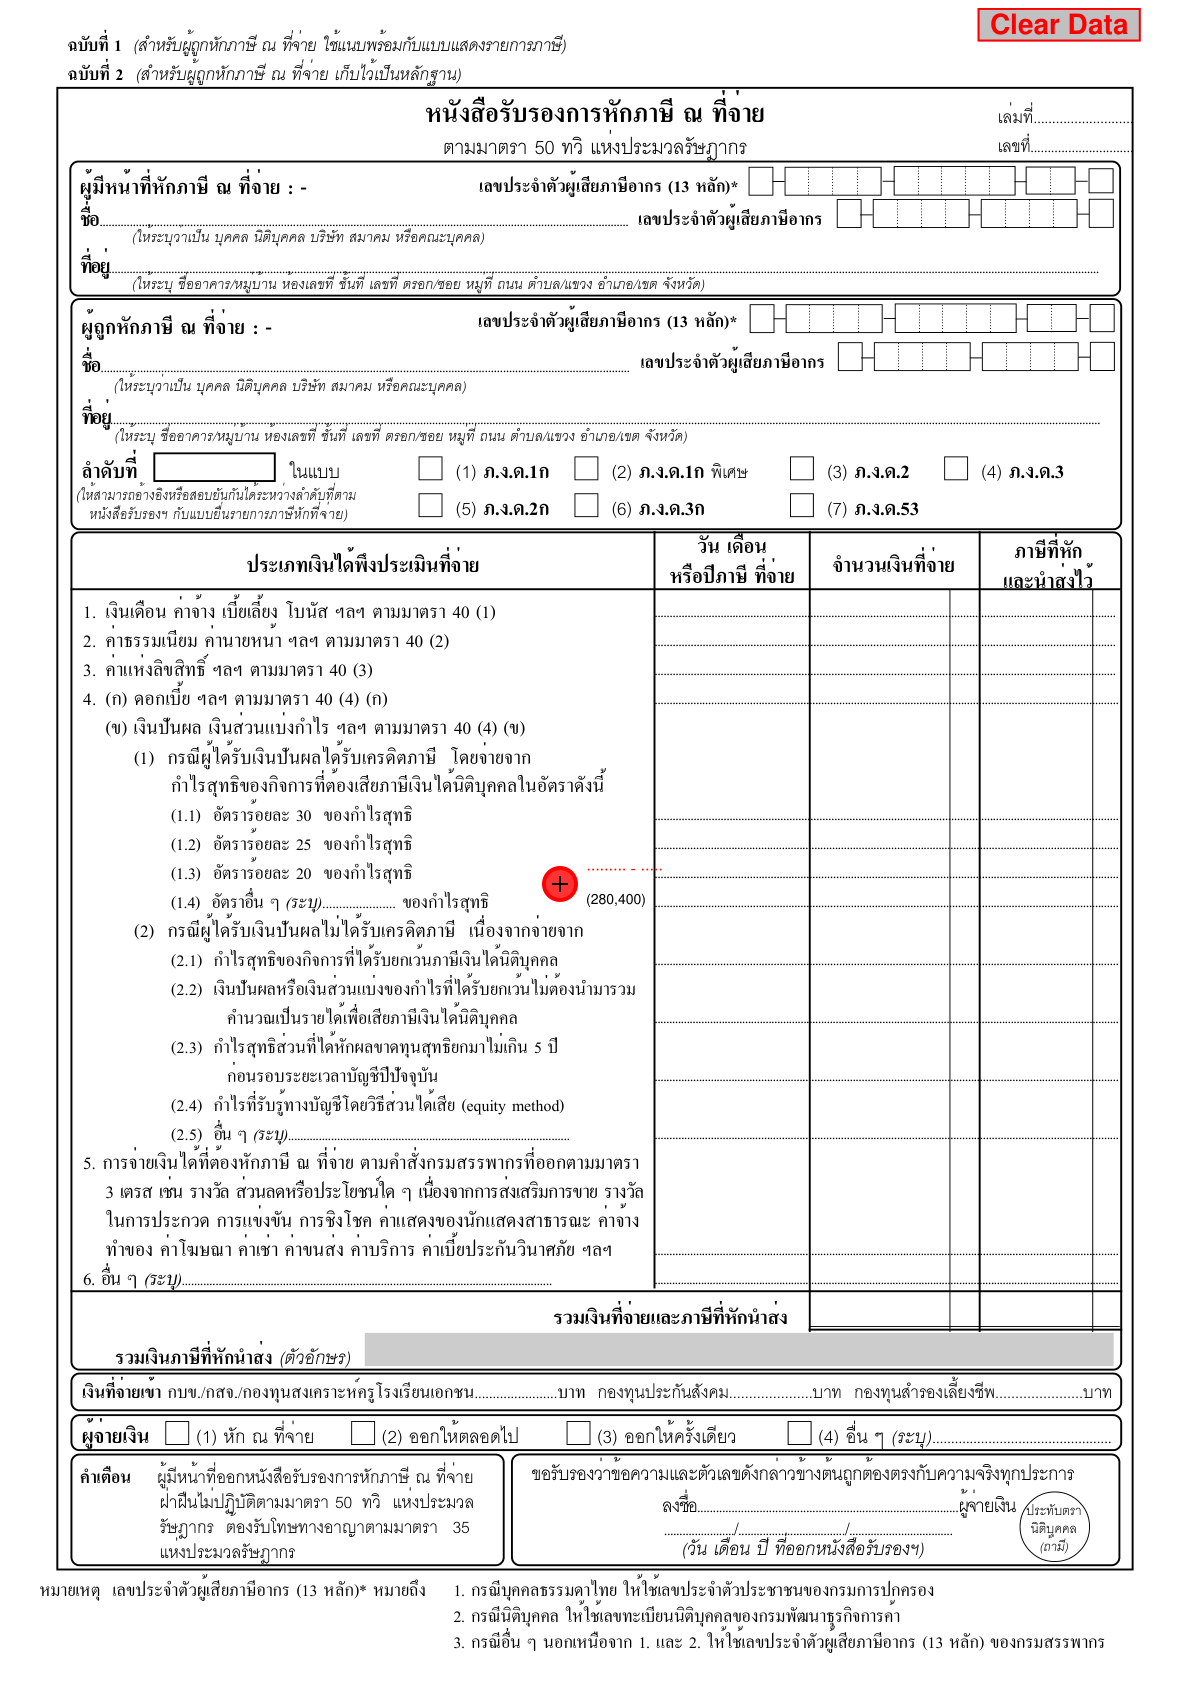 Clear Data
ฉบับที่ 1 (สำหรับผู้ถูกหักภาษี ณ ที่จ่าย ใช้แนบพร้อมกับแบบแสดงรายการภาษี)
ฉบับที่ 2 (สำหรับผู้ถูกหักภาษี ณ ที่จ่าย เก็บไว้เป็นหลักฐาน)
หนังสือรับรองการหักภาษี ณ ที่จ่าย
เล่มที่..........................
ตามมาตรา 50 ทวิ แห่งประมวลรัษฎากร
เลขที่..........................
ผู้มีหน้าที่หักภาษี ณ ที่จ่าย : -
เลขประจำตัวผู้เสียภาษีอากร (13 หลัก)*
ชื่อ.......................... เลขประจำตัวผู้เสียภาษีอากร
(ให้ระบุว่าเป็น บุคคล นิติบุคคล บริษัท สมาคม หรือคณะบุคคล)
ที่อยู่..........................
(ให้ระบุ ชื่ออาคาร/หมู่บ้าน ห้องเลขที่ ชั้นที่ เลขที่ ตรอก/ซอย หมู่ที่ ถนน ตำบล/แขวง อำเภอ/เขต จังหวัด)
ผู้ถูกหักภาษี ณ ที่จ่าย : -
เลขประจำตัวผู้เสียภาษีอากร (13 หลัก)*
ชื่อ.......................... เลขประจำตัวผู้เสียภาษีอากร
(ให้ระบุว่าเป็น บุคคล นิติบุคคล บริษัท สมาคม หรือคณะบุคคล)
ที่อยู่..........................
(ให้ระบุ ชื่ออาคาร/หมู่บ้าน ห้องเลขที่ ชั้นที่ เลขที่ ตรอก/ซอย หมู่ที่ ถนน ตำบล/แขวง อำเภอ/เขต จังหวัด)
ลำดับที่ ในแบบ (1) ภ.ง.ด.1ก (2) ภ.ง.ด.1ก พิเศษ (3) ภ.ง.ด.2 (4) ภ.ง.ด.3
(ให้สามารถอ้างอิงหรือสอบยันกันได้ระหว่างลำดับที่ตาม
หนังสือรับรองฯ กับแบบยื่นรายการภาษีหักที่จ่าย)
(5) ภ.ง.ด.2ก (6) ภ.ง.ด.3ก (7) ภ.ง.ด.53
ประเภทเงินได้พึงประเมินที่จ่าย
วัน เดือน
หรือปีภาษี ที่จ่าย
จำนวนเงินที่จ่าย
ภาษีที่หัก
และนำส่งไว้
1. เงินเดือน ค่าจ้าง เบี้ยเลี้ยง โบนัส ฯลฯ ตามมาตรา 40 (1)
2. ค่าธรรมเนียม ค่านายหน้า ฯลฯ ตามมาตรา 40 (2)
3. ค่าแห่งลิขสิทธิ์ ฯลฯ ตามมาตรา 40 (3)
4. (ก) ดอกเบี้ย ฯลฯ ตามมาตรา 40 (4) (ก)
(ข) เงินปันผล เงินส่วนแบ่งกำไร ฯลฯ ตามมาตรา 40 (4) (ข)
(1) กรณีผู้ได้รับเงินปันผลได้รับเครดิตภาษี โดยจ่ายจาก
กำไรสุทธิของกิจการที่ต้องเสียภาษีเงินได้นิติบุคคลในอัตราดังนี้
(1.1) อัตราร้อยละ 30 ของกำไรสุทธิ
(1.2) อัตราร้อยละ 25 ของกำไรสุทธิ
(1.3) อัตราร้อยละ 20 ของกำไรสุทธิ
......... - .....
(1.4) อัตราอื่น ๆ (ระบุ)...................... ของกำไรสุทธิ
(280,400)
(2) กรณีผู้ได้รับเงินปันผลไม่ได้รับเครดิตภาษี เนื่องจากจ่ายจาก
(2.1) กำไรสุทธิของกิจการที่ได้รับยกเว้นภาษีเงินได้นิติบุคคล
(2.2) เงินปันผลหรือเงินส่วนแบ่งของกำไรที่ได้รับยกเว้นไม่ต้องนำมารวม
คำนวณเป็นรายได้เพื่อเสียภาษีเงินได้นิติบุคคล
(2.3) กำไรสุทธิส่วนที่ได้หักผลขาดทุนสุทธิยกมาไม่เกิน 5 ปี
ก่อนรอบระยะเวลาบัญชีปีปัจจุบัน
(2.4) กำไรที่รับรู้ทางบัญชีโดยวิธีส่วนได้เสีย (equity method)
(2.5) อื่น ๆ (ระบุ)..........................
5. การจ่ายเงินได้ที่ต้องหักภาษี ณ ที่จ่าย ตามคำสั่งกรมสรรพากรที่ออกตามมาตรา
3 เตรส เช่น รางวัล ส่วนลดหรือประโยชน์ใด ๆ เนื่องจากการส่งเสริมการขาย รางวัล
ในการประกวด การแข่งขัน การชิงโชค ค่าแสดงของนักแสดงสาธารณะ ค่าจ้าง
ทำของ ค่าโฆษณา ค่าเช่า ค่าขนส่ง ค่าบริการ ค่าเบี้ยประกันวินาศภัย ฯลฯ
6. อื่น ๆ (ระบุ)..........................
รวมเงินที่จ่ายและภาษีที่หักนำส่ง
รวมเงินภาษีที่หักนำส่ง (ตัวอักษร)
เงินที่จ่ายเข้า กบข./กสจ./กองทุนสงเคราะห์ครูโรงเรียนเอกชน......................บาท กองทุนประกันสังคม......................บาท กองทุนสำรองเลี้ยงชีพ......................บาท
ผู้จ่ายเงิน (1) หัก ณ ที่จ่าย (2) ออกให้ตลอดไป (3) ออกให้ครั้งเดียว (4) อื่น ๆ (ระบุ)..........................
คำเตือน ผู้มีหน้าที่ออกหนังสือรับรองการหักภาษี ณ ที่จ่าย
ฝ่าฝืนไม่ปฏิบัติตามมาตรา 50 ทวิ แห่งประมวล
รัษฎากร ต้องรับโทษทางอาญาตามมาตรา 35
แห่งประมวลรัษฎากร
ขอรับรองว่าข้อความและตัวเลขดังกล่าวข้างต้นถูกต้องตรงกับความจริงทุกประการ
ลงชื่อ..........................ผู้จ่ายเงิน
................../........................../..........................
(วัน เดือน ปี ที่ออกหนังสือรับรองฯ)
ประทับตรา
นิติบุคคล
(ถ้ามี)
หมายเหตุ เลขประจำตัวผู้เสียภาษีอากร (13 หลัก)* หมายถึง 1. กรณีบุคคลธรรมดาไทย ให้ใช้เลขประจำตัวประชาชนของกรมการปกครอง
2. กรณีนิติบุคคล ให้ใช้เลขทะเบียนนิติบุคคลของกรมพัฒนาธุรกิจการค้า
3. กรณีอื่น ๆ นอกเหนือจาก 1. และ 2. ให้ใช้เลขประจำตัวผู้เสียภาษีอากร (13 หลัก) ของกรมสรรพากร